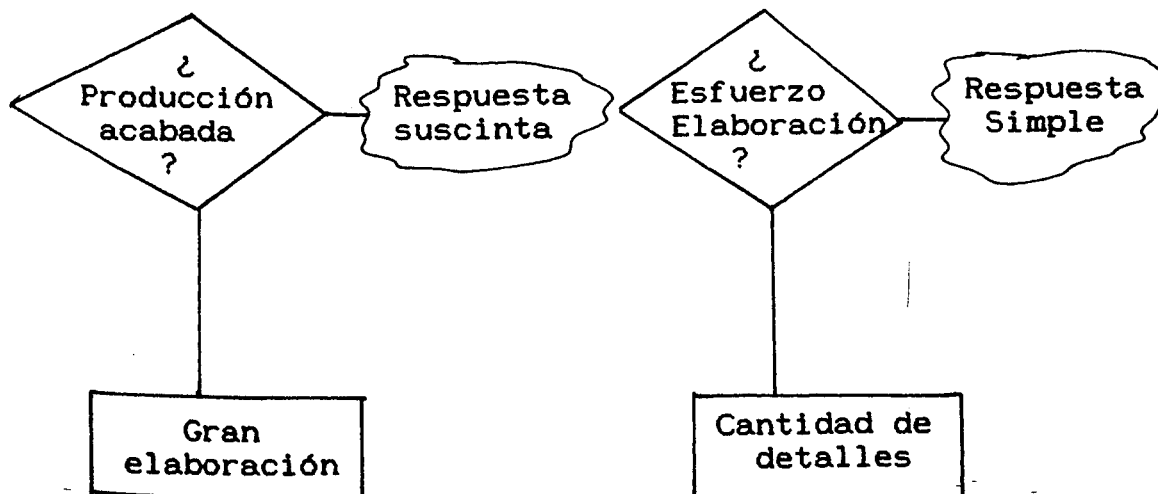 ¿
Producción
acabada
?
Respuesta
suscinta
¿
Esfuerzo
Elaboración
?
Respuesta
Simple
Gran
elaboración
Cantidad de
detalles